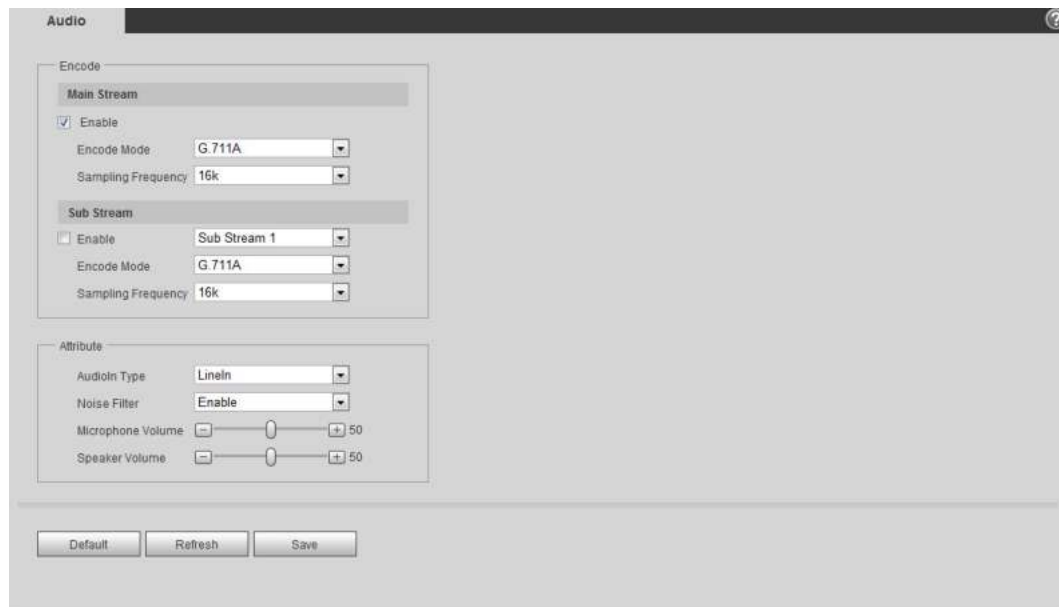 Audio
?
Encode
Main Stream
Enable
Encode Mode G.711A
Sampling Frequency 16k
Sub Stream
Enable Sub Stream 1
Encode Mode G.711A
Sampling Frequency 16k
Attribute
AudioIn Type LineIn
Noise Filter Enable
Microphone Volume - + 50
Speaker Volume - + 50
Default Refresh Save